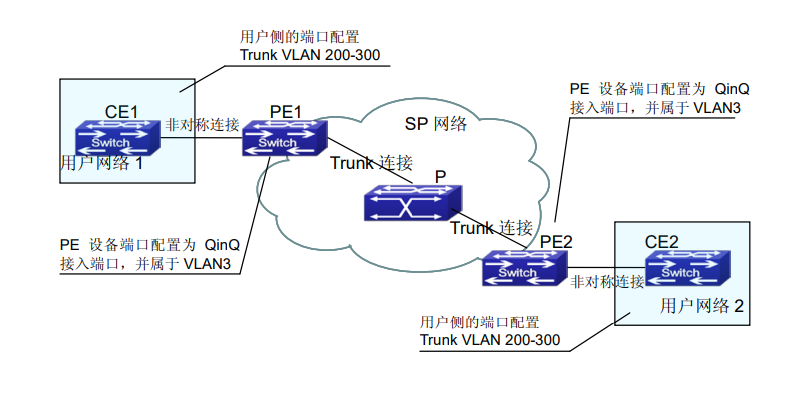 用户侧的端口配置
Trunk VLAN 200-300
PE 设备端口配置为 QinQ
接入端口，并属于 VLAN3
CE1
PE1
SP 网络
Switch
非对称连接
Switch
用户网络 1
Trunk 连接
P
Trunk 连接
PE 设备端口配置为 QinQ
接入端口，并属于 VLAN3
PE2
CE2
Switch
非对称连接
Switch
用户网络 2
用户侧的端口配置
Trunk VLAN 200-300